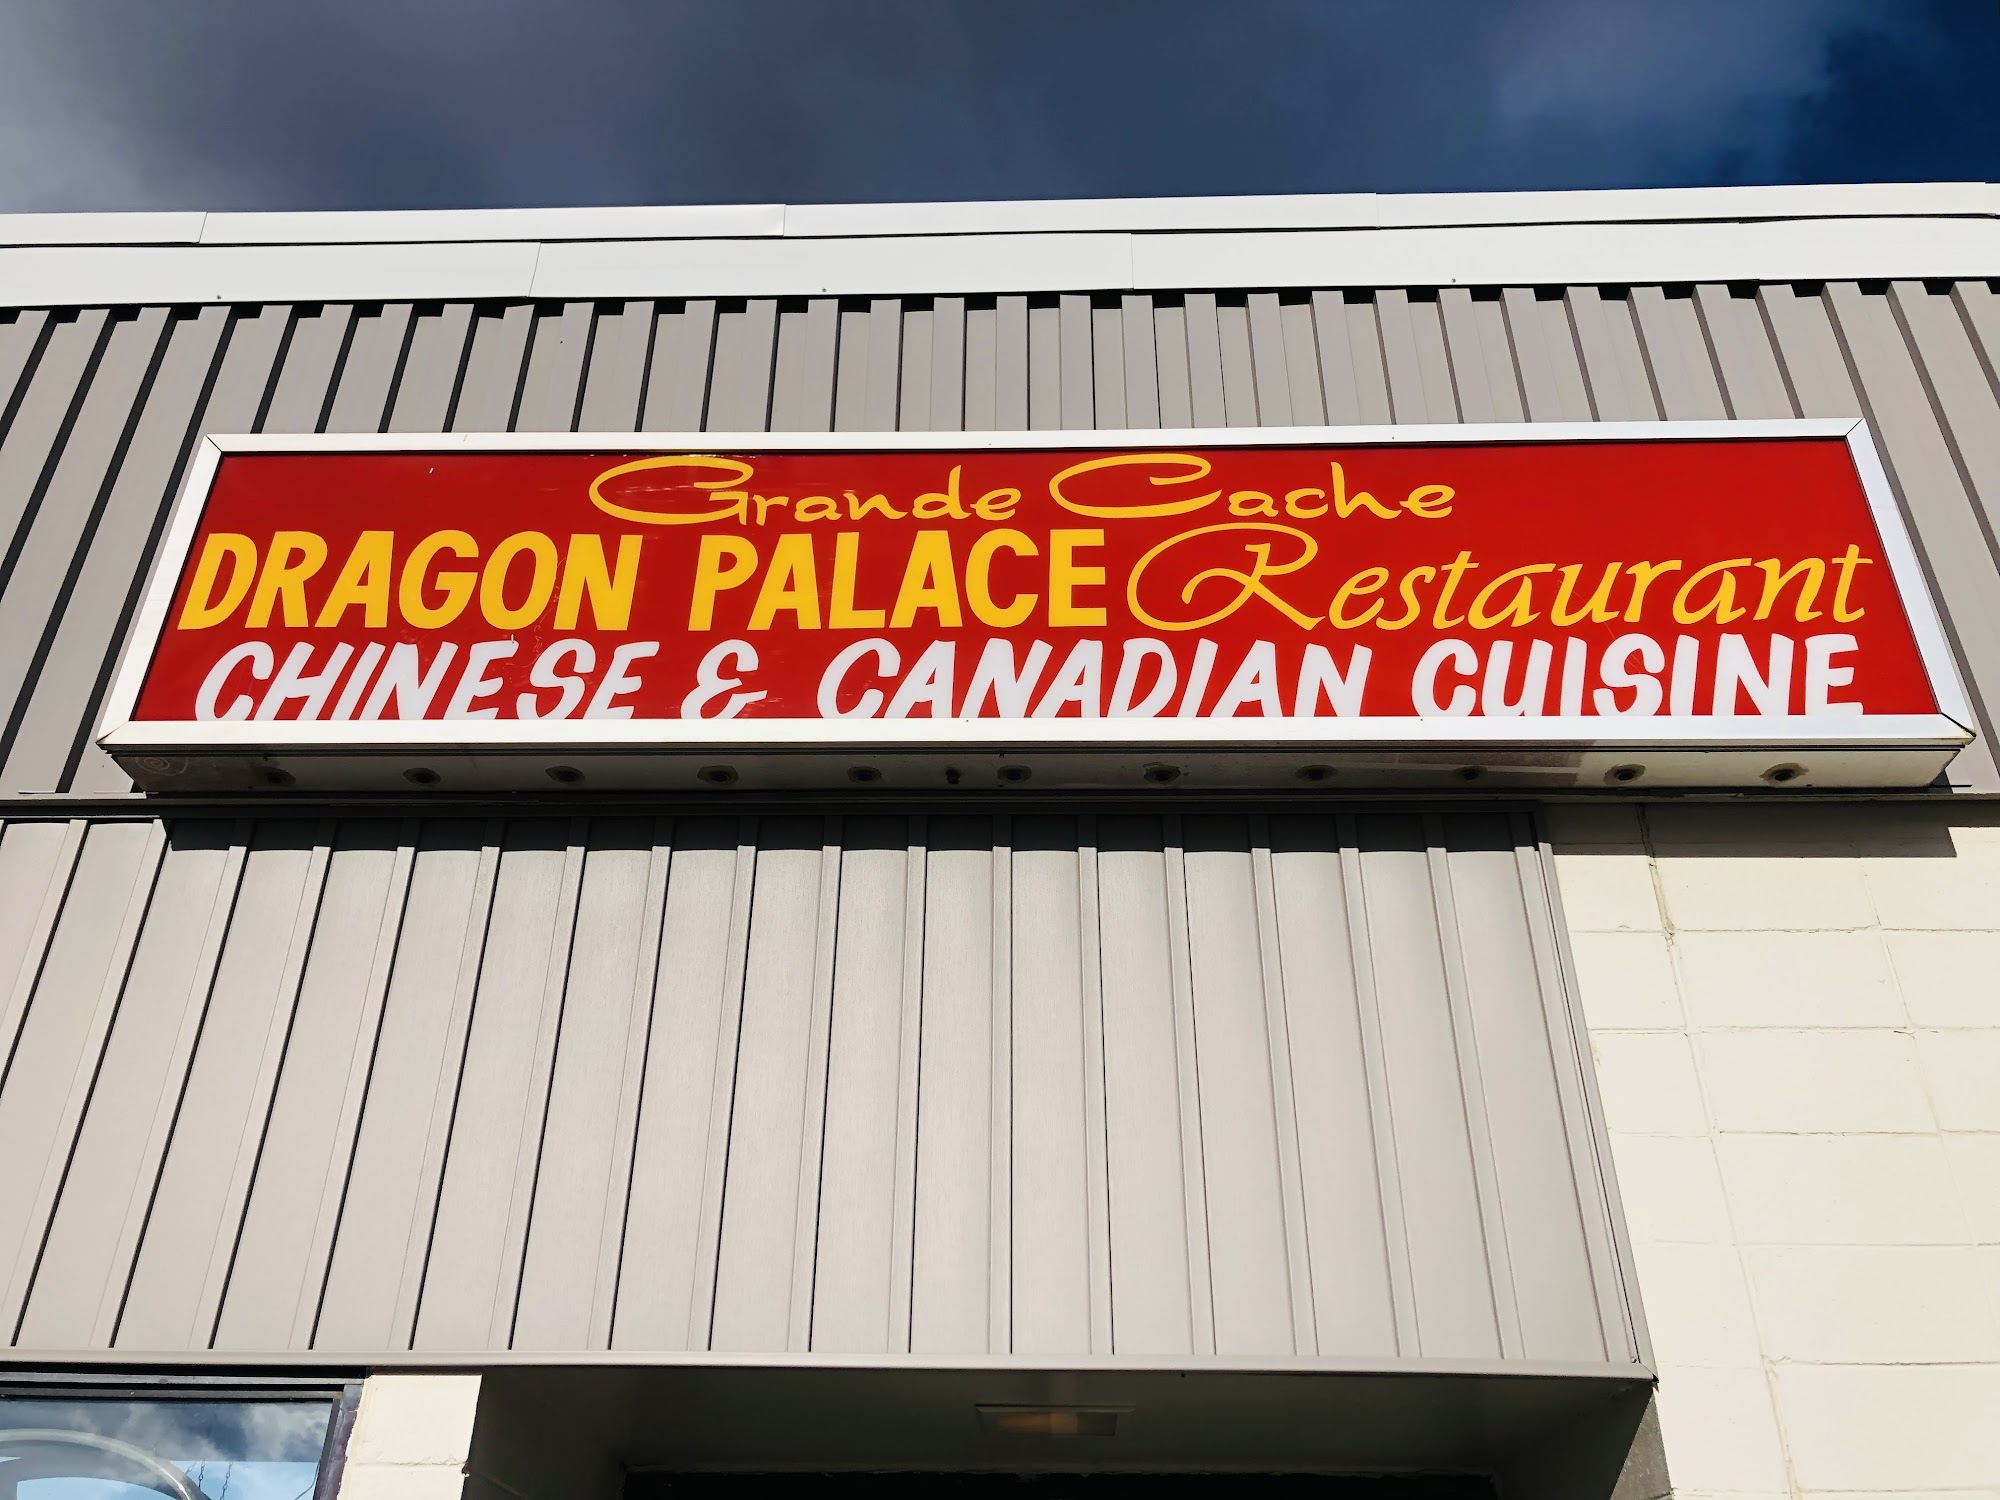 Grande Cache
DRAGON PALACE Restaurant
CHINESE & CANADIAN CUISINE